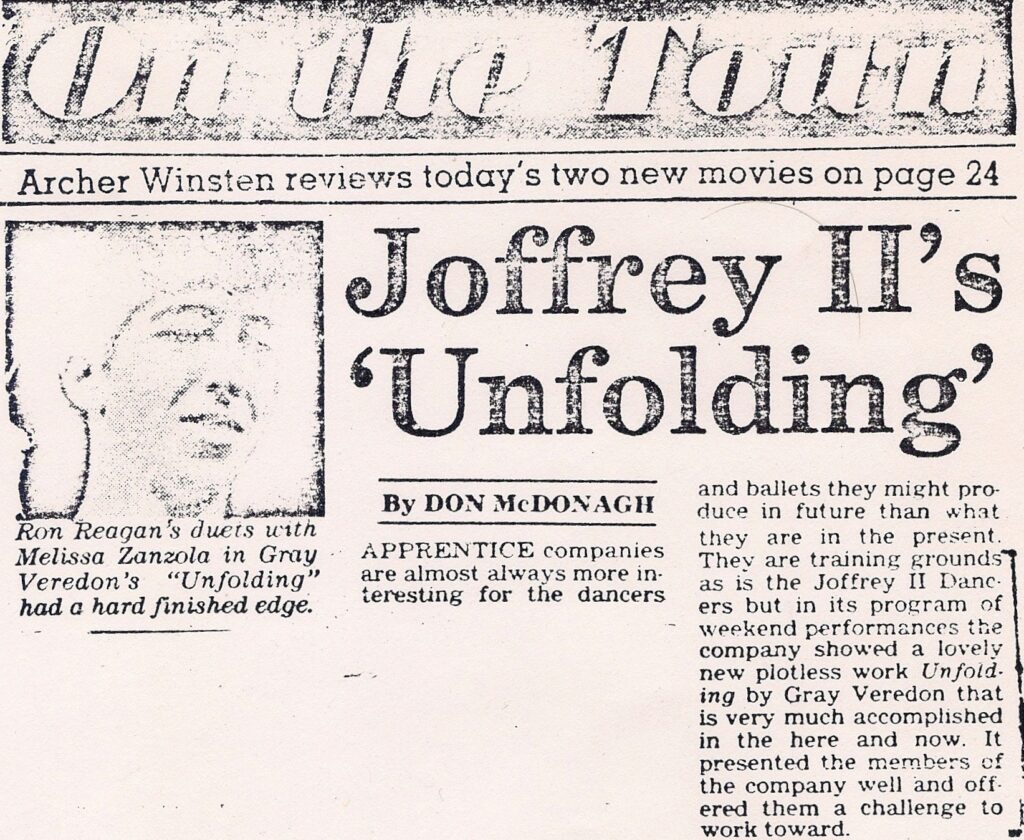 On the Town
Archer Winsten reviews today's two new movies on page 24
Joffrey II's
'Unfolding'
Ron Reagan's duets with
Melissa Zanzola in Gray
Veredon's "Unfolding"
had a hard finished edge.
By DON McDONAGH
APPRENTICE companies
are almost always more in-
teresting for the dancers
and ballets they might pro-
duce in future than what
they are in the present.
They are training grounds
as is the Joffrey II Danc-
ers but in its program of
weekend performances the
company showed a lovely
new plotless work Unfold-
ing by Gray Veredon that
is very much accomplished
in the here and now. It
presented the members of
the company well and off-
ered them a challenge to
work toward.